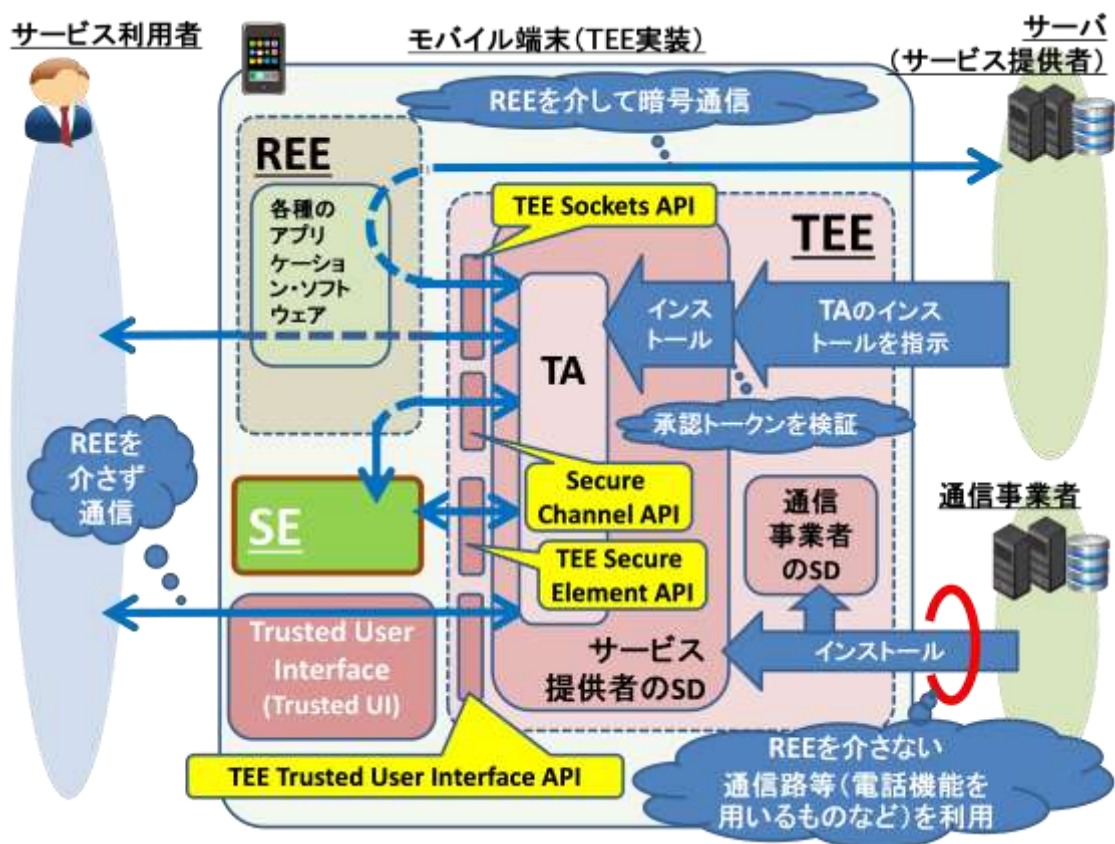 サービス利用者
モバイル端末（TEE実装）
サーバ
（サービス提供者）
REEを介して暗号通信
REE
各種の
アプリ
ケーショ
ン・ソフト
ウェア
TEE Sockets API
TEE
TA
インス
トール
TAのインス
トールを指示
承認トークンを検証
REEを
介さず
通信
SE
Secure
Channel API
TEE Secure
Element API
通信
事業者
のSD
通信事業者
Trusted User
Interface
(Trusted UI)
サービス
提供者のSD
インストール
TEE Trusted User Interface API
REEを介さない
通信路等（電話機能を
用いるものなど）を利用